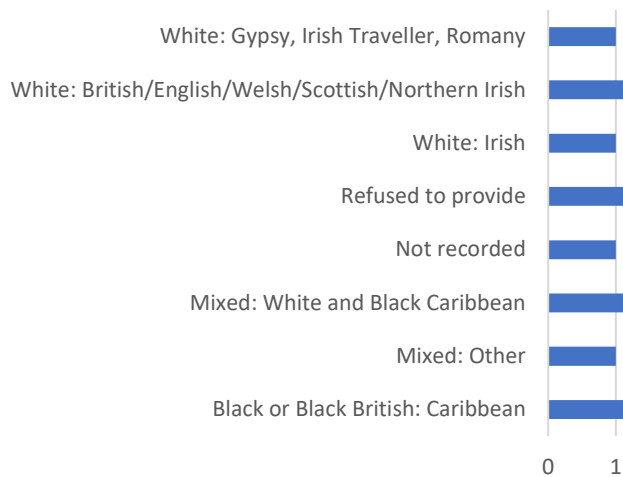 White: Gypsy, Irish Traveller, Romany
White: British/English/Welsh/Scottish/Northern Irish
White: Irish
Refused to provide
Not recorded
Mixed: White and Black Caribbean
Mixed: Other
Black or Black British: Caribbean
0 1